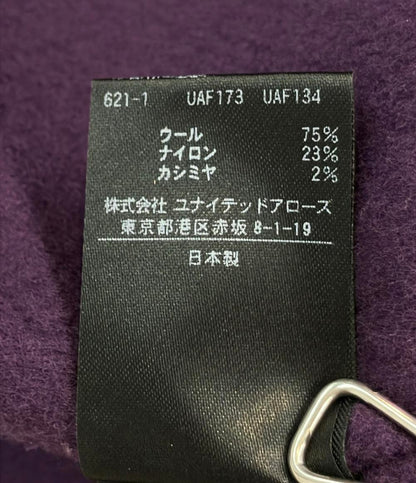 621-1 UAF173 UAF134
ウール 75%
ナイロン 23%
カシミヤ 2%
株式会社 ユナイテッドアローズ
東京都港区赤坂 8-1-19
日本製